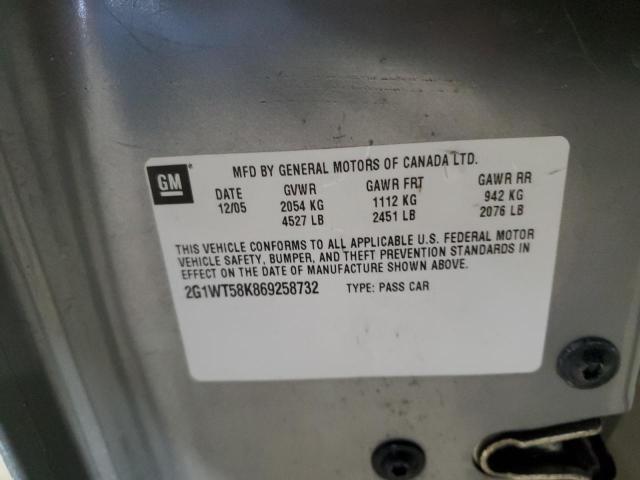 GM
MFD BY GENERAL MOTORS OF CANADA LTD.
DATE GVWR GAWR FRT GAWR RR
12/05 2054 KG 1112 KG 942 KG
4527 LB 2451 LB 2076 LB
THIS VEHICLE CONFORMS TO ALL APPLICABLE U.S. FEDERAL MOTOR
VEHICLE SAFETY, BUMPER, AND THEFT PREVENTION STANDARDS IN
EFFECT ON THE DATE OF MANUFACTURE SHOWN ABOVE.
2G1WT58K869258732 TYPE: PASS CAR